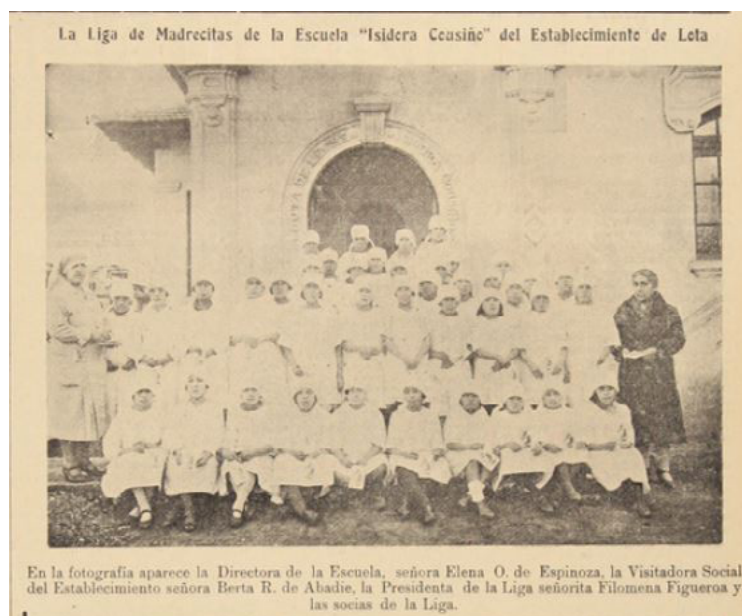 La Liga de Madrecitas de la Escuela "Isidora Cousiño" del Establecimiento de Lota
En la fotografía aparece la Directora de la Escuela, señora Elena O. de Espinoza, la Visitadora Social
del Establecimiento señora Berta R. de Abadie, la Presidenta de la Liga señorita Filomena Figueroa y
las socias de la Liga.